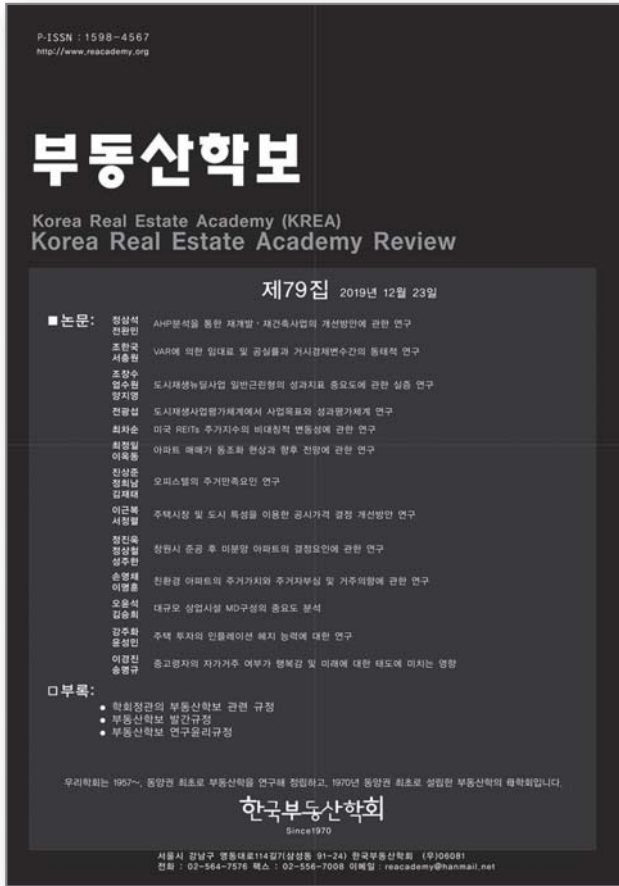 P-ISSN : 1598-4567
http://www.reacademy.org
부동산학보
Korea Real Estate Academy (KREA)
Korea Real Estate Academy Review
제79집 2019년 12월 23일
■논문:
정삼석
전완민
AHP분석을 통한 재개발·재건축사업의 개선방안에 관한 연구
조한국
서충원
VAR에 의한 임대료 및 공실률과 거시경제변수간의 동태적 연구
조장수
엄수원
양지영
도시재생뉴딜사업 일반근린형의 성과지표 중요도에 관한 실증 연구
전광섭
도시재생사업평가체계에서 사업목표와 성과평가체계 연구
최차순
미국 REITs 주가지수의 비대칭적 변동성에 관한 연구
최정일
이옥동
아파트 매매가 동조화 현상과 향후 전망에 관한 연구
진상준
정희남
김재태
오피스텔의 주거만족요인 연구
이근복
서정렬
주택시장 및 도시 특성을 이용한 공시가격 결정 개선방안 연구
정진욱
정상철
성주한
창원시 준공 후 미분양 아파트의 결정요인에 관한 연구
손영채
이명훈
친환경 아파트의 주거가치와 주거자부심 및 거주의향에 관한 연구
오윤석
김승희
대규모 상업시설 MD구성의 중요도 분석
강주화
윤성민
주택 투자의 인플레이션 헤지 능력에 대한 연구
이경진
송명규
중고령자의 자가거주 여부가 행복감 및 미래에 대한 태도에 미치는 영향
□부록:
● 학회정관의 부동산학보 관련 규정
● 부동산학보 발간규정
● 부동산학보 연구윤리규정
우리학회는 1957~, 동양권 최초로 부동산학을 연구해 정립하고, 1970년 동양권 최초로 설립한 부동산학의 母학회입니다.
한국부동산학회
Since1970
서울시 강남구 영동대로114길7(삼성동 91-24) 한국부동산학회 (우)06081
전화 : 02-564-7576 팩스 : 02-556-7008 이메일 : reacademy@hanmail.net